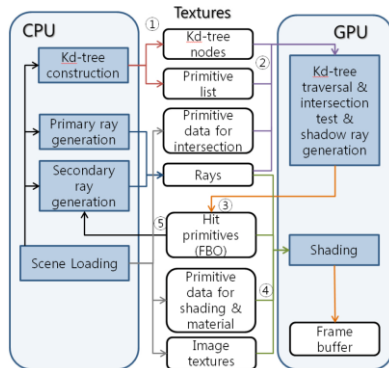 Textures
CPU
GPU
①
Kd-tree
construction
Kd-tree
nodes
②
Primitive
list
Kd-tree
traversal &
intersection
test &
shadow ray
generation
Primary ray
generation
Primitive
data for
intersection
Secondary
ray
generation
Rays
③
Hit
primitives
(FBO)
⑤
Shading
Scene Loading
Primitive
data for
shading &
material
④
Image
textures
Frame
buffer